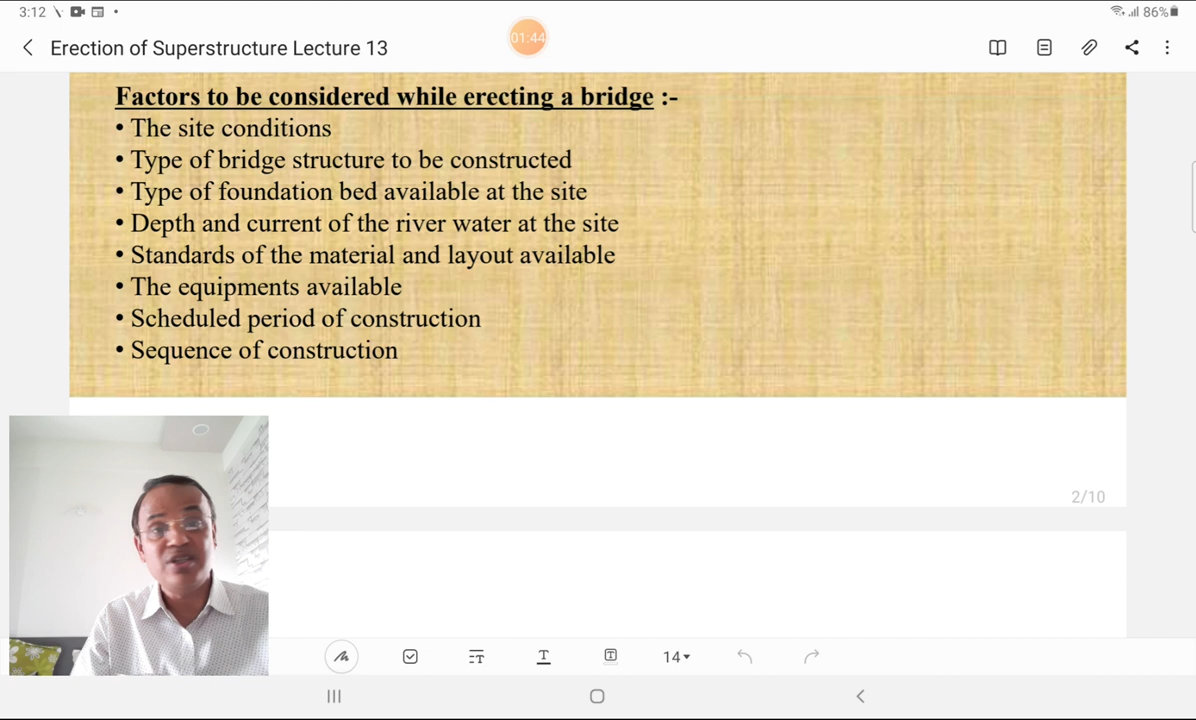 3:12
86%
01:44
Erection of Superstructure Lecture 13
Factors to be considered while erecting a bridge :-
• The site conditions
• Type of bridge structure to be constructed
• Type of foundation bed available at the site
• Depth and current of the river water at the site
• Standards of the material and layout available
• The equipments available
• Scheduled period of construction
• Sequence of construction
2/10
14